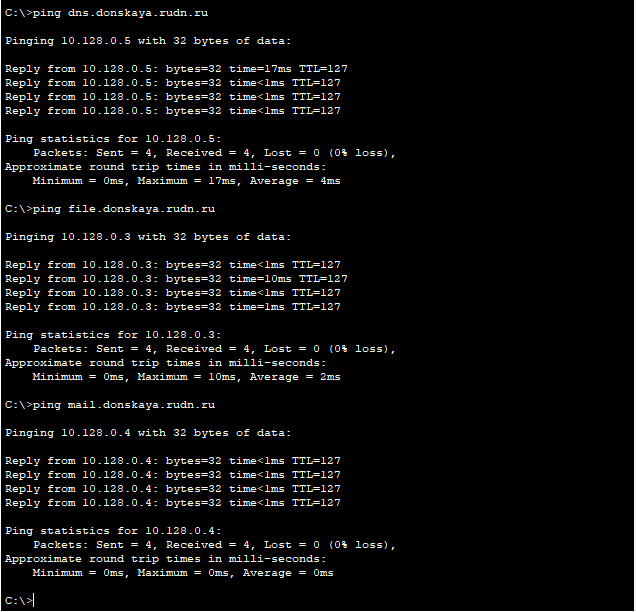 C:\>ping dns.donskaya.rudn.ru
Pinging 10.128.0.5 with 32 bytes of data:
Reply from 10.128.0.5: bytes=32 time=17ms TTL=127
Reply from 10.128.0.5: bytes=32 time<1ms TTL=127
Reply from 10.128.0.5: bytes=32 time<1ms TTL=127
Reply from 10.128.0.5: bytes=32 time<1ms TTL=127
Ping statistics for 10.128.0.5:
    Packets: Sent = 4, Received = 4, Lost = 0 (0% loss),
Approximate round trip times in milli-seconds:
    Minimum = 0ms, Maximum = 17ms, Average = 4ms
C:\>ping file.donskaya.rudn.ru
Pinging 10.128.0.3 with 32 bytes of data:
Reply from 10.128.0.3: bytes=32 time<1ms TTL=127
Reply from 10.128.0.3: bytes=32 time=10ms TTL=127
Reply from 10.128.0.3: bytes=32 time<1ms TTL=127
Reply from 10.128.0.3: bytes=32 time=1ms TTL=127
Ping statistics for 10.128.0.3:
    Packets: Sent = 4, Received = 4, Lost = 0 (0% loss),
Approximate round trip times in milli-seconds:
    Minimum = 0ms, Maximum = 10ms, Average = 2ms
C:\>ping mail.donskaya.rudn.ru
Pinging 10.128.0.4 with 32 bytes of data:
Reply from 10.128.0.4: bytes=32 time<1ms TTL=127
Reply from 10.128.0.4: bytes=32 time<1ms TTL=127
Reply from 10.128.0.4: bytes=32 time<1ms TTL=127
Reply from 10.128.0.4: bytes=32 time<1ms TTL=127
Ping statistics for 10.128.0.4:
    Packets: Sent = 4, Received = 4, Lost = 0 (0% loss),
Approximate round trip times in milli-seconds:
    Minimum = 0ms, Maximum = 0ms, Average = 0ms
C:\>